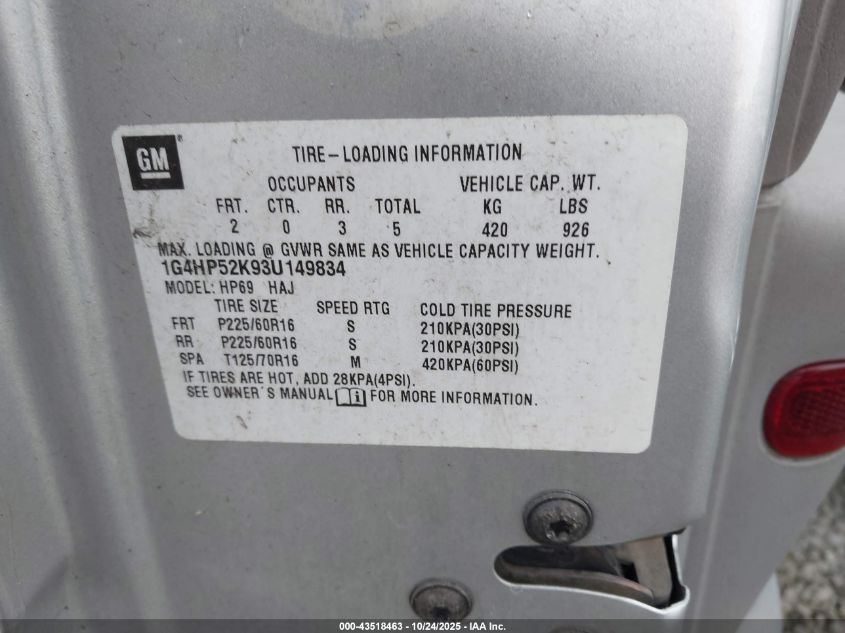 GM®
TIRE-LOADING INFORMATION
OCCUPANTS VEHICLE CAP. WT.
FRT. CTR. RR. TOTAL KG LBS
2 0 3 5 420 926
MAX. LOADING @ GVWR SAME AS VEHICLE CAPACITY WEIGHT.
1G4HP52K93U149834
MODEL: HP69 HAJ
TIRE SIZE SPEED RTG COLD TIRE PRESSURE
FRT P225/60R16 S 210KPA(30PSI)
RR P225/60R16 S 210KPA(30PSI)
SPA T125/70R16 M 420KPA(60PSI)
IF TIRES ARE HOT, ADD 28KPA(4PSI).
SEE OWNER'S MANUAL i FOR MORE INFORMATION.
000-43518463 - 10/24/2025 - IAA Inc.